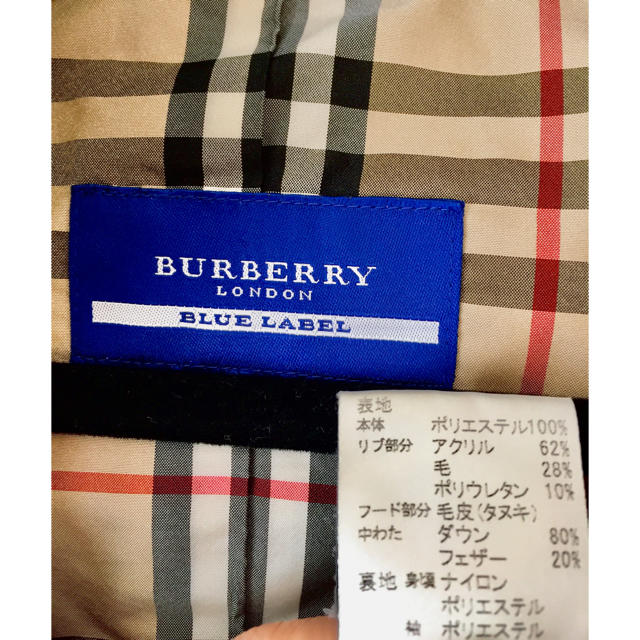 BURBERRY
LONDON
BLUE LABEL
表地
本体 ポリエステル100%
リブ部分 アクリル 62%
毛 28%
ポリウレタン 10%
フード部分 毛皮(タヌキ)
中わた ダウン 80%
フェザー 20%
裏地 身頃 ナイロン
ポリエステル
袖 ポリエステル